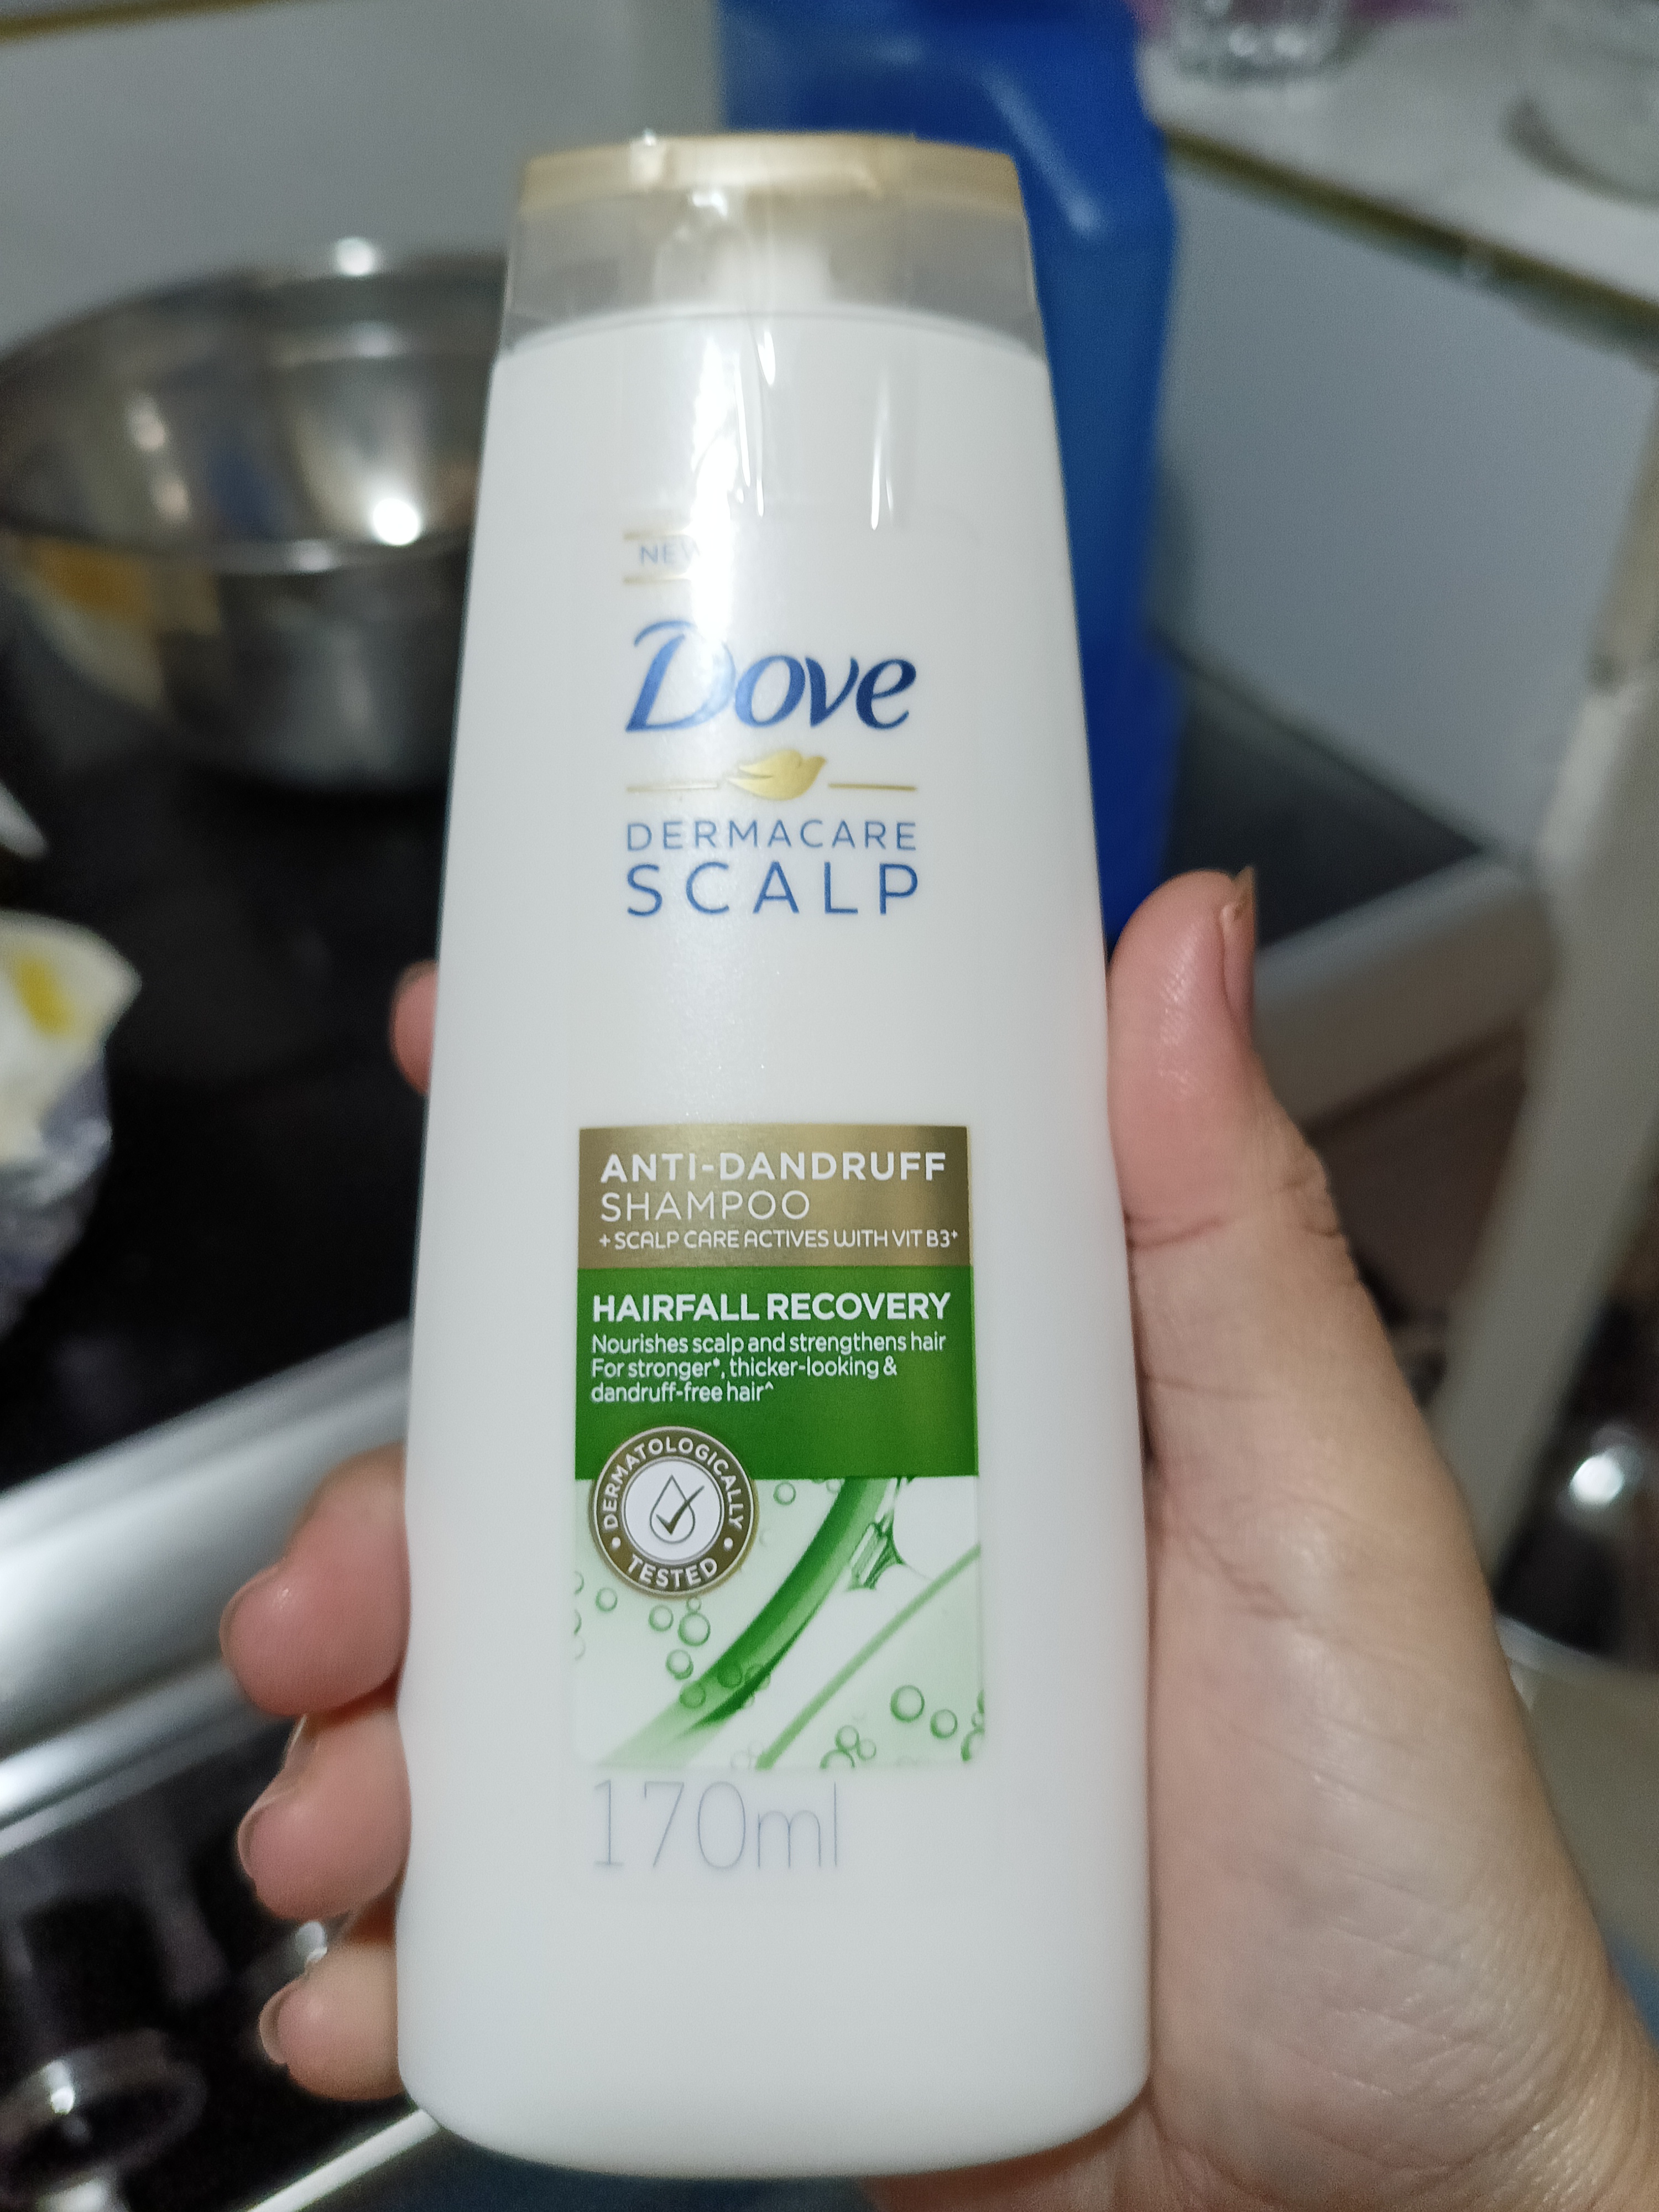 NEW
Dove
DERMACARE
SCALP
ANTI-DANDRUFF
SHAMPOO
+ SCALP CARE ACTIVES WITH VIT B3⁺
HAIRFALL RECOVERY
Nourishes scalp and strengthens hair
For stronger*, thicker-looking &
dandruff-free hair^
• DERMATOLOGICALLY •
TESTED
170ml